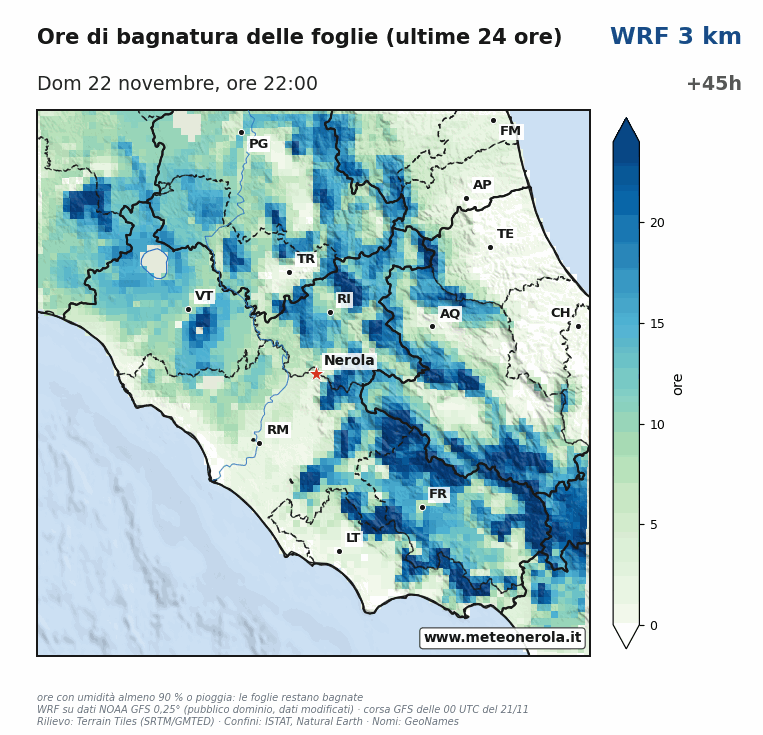 Ore di bagnatura delle foglie (ultime 24 ore)
WRF 3 km
Dom 22 novembre, ore 22:00
+45h
FM
PG
AP
TE
TR
VT
RI
AQ
CH
Nerola
RM
FR
LT
20
15
10
5
0
ore
www.meteonerola.it
ore con umidità almeno 90 % o pioggia: le foglie restano bagnate
WRF su dati NOAA GFS 0,25° (pubblico dominio, dati modificati) · corsa GFS delle 00 UTC del 21/11
Rilievo: Terrain Tiles (SRTM/GMTED) · Confini: ISTAT, Natural Earth · Nomi: GeoNames